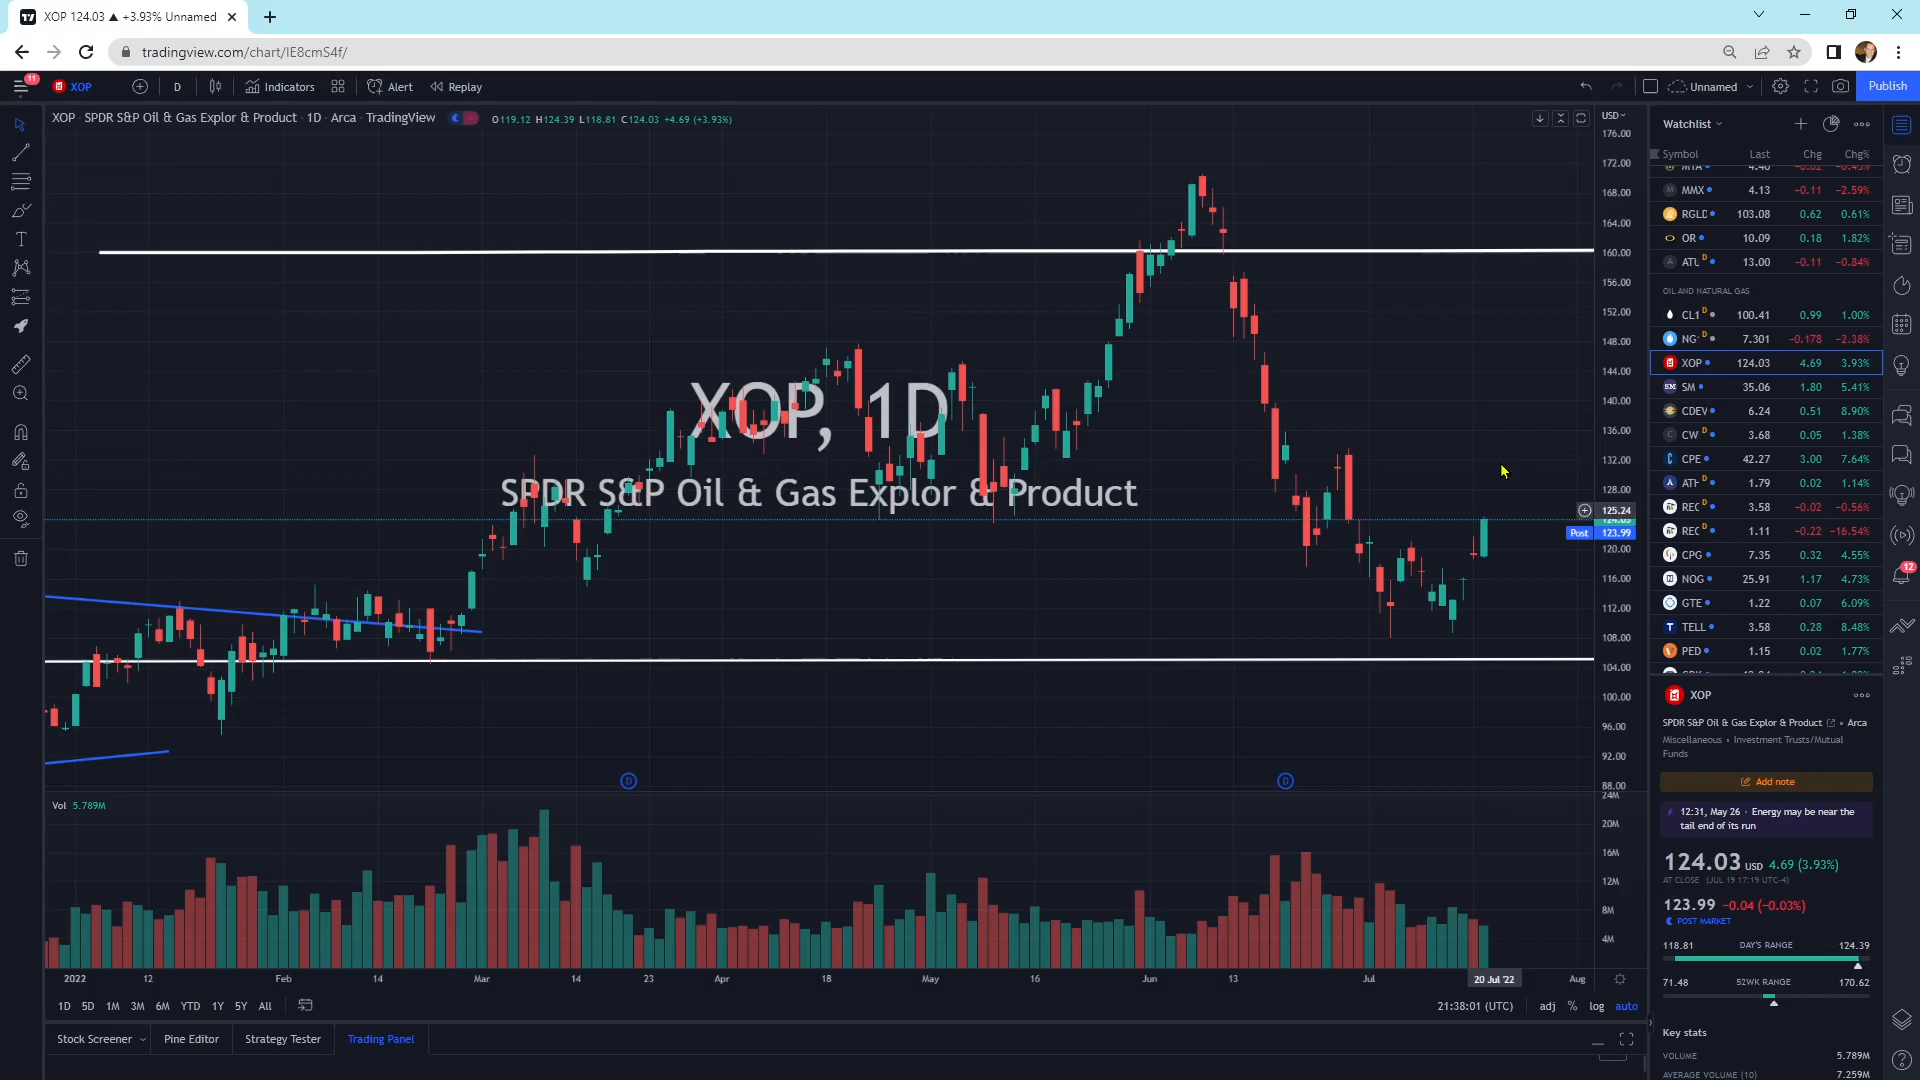 XOP 124.03 ▲ +3.93% Unnamed
tradingview.com/chart/IE8cmS4f/
11
XOP
D
Indicators
Alert
Replay
Unnamed
Publish
XOP · SPDR S&P Oil & Gas Explor & Product · 1D · Arca · TradingView
O119.12 H124.39 L118.81 C124.03 +4.69 (+3.93%)
USD
176.00
172.00
168.00
164.00
160.00
156.00
152.00
148.00
144.00
140.00
136.00
132.00
128.00
125.24
Post 123.99
120.00
116.00
112.00
108.00
104.00
100.00
96.00
92.00
88.00
XOP, 1D
SPDR S&P Oil & Gas Explor & Product
D
D
Vol 5.789M
24M
20M
16M
12M
8M
4M
2022 12 Feb 14 Mar 14 23 Apr 18 May 16 Jun 13 Jul 20 Jul '22 Aug
1D 5D 1M 3M 6M YTD 1Y 5Y All
21:38:01 (UTC) adj % log auto
Stock Screener
Pine Editor
Strategy Tester
Trading Panel
Watchlist
Symbol Last Chg Chg%
MMX 4.13 −0.11 −2.59%
RGLD 103.08 0.62 0.61%
OR 10.09 0.18 1.82%
ATL D 13.00 −0.11 −0.84%
OIL AND NATURAL GAS
CL1 D 100.41 0.99 1.00%
NG D 7.301 −0.178 −2.38%
XOP 124.03 4.69 3.93%
SM 35.06 1.80 5.41%
CDEV 6.24 0.51 8.90%
CW D 3.68 0.05 1.38%
CPE 42.27 3.00 7.64%
ATH D 1.79 0.02 1.14%
REC D 3.58 −0.02 −0.56%
REC D 1.11 −0.22 −16.54%
CPG 7.35 0.32 4.55%
NOG 25.91 1.17 4.73%
GTE 1.22 0.07 6.09%
TELL 3.58 0.28 8.48%
PED 1.15 0.02 1.77%
XOP
SPDR S&P Oil & Gas Explor & Product • Arca
Miscellaneous • Investment Trusts/Mutual
Funds
Add note
12:31, May 26 · Energy may be near the
tail end of its run
124.03 USD 4.69 (3.93%)
AT CLOSE (JUL 19 17:19 UTC-4)
123.99 −0.04 (−0.03%)
POST MARKET
118.81 DAY'S RANGE 124.39
71.48 52WK RANGE 170.62
Key stats
VOLUME 5.789M
AVERAGE VOLUME (10) 7.259M
12